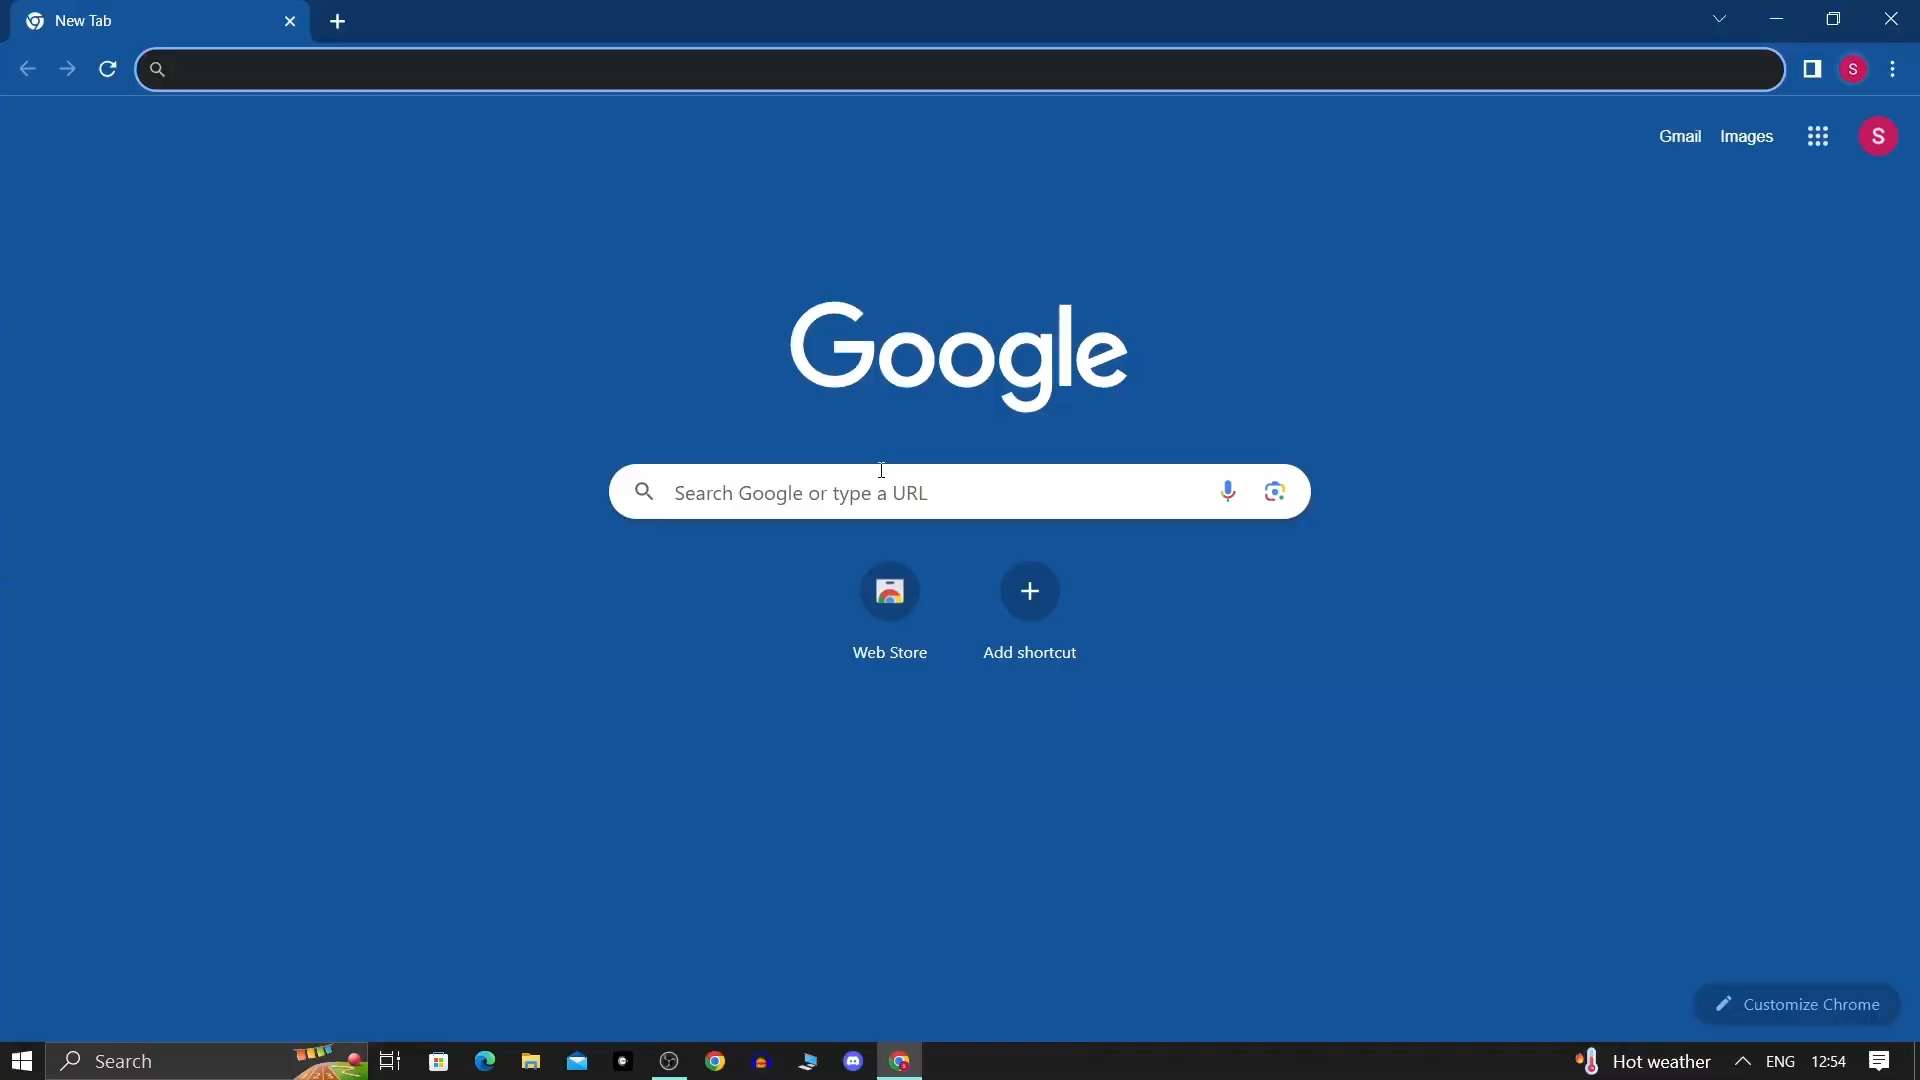 New Tab
S
Gmail Images
S
Google
Search Google or type a URL
Web Store
Add shortcut
Customize Chrome
Search
Hot weather
ENG
12:54